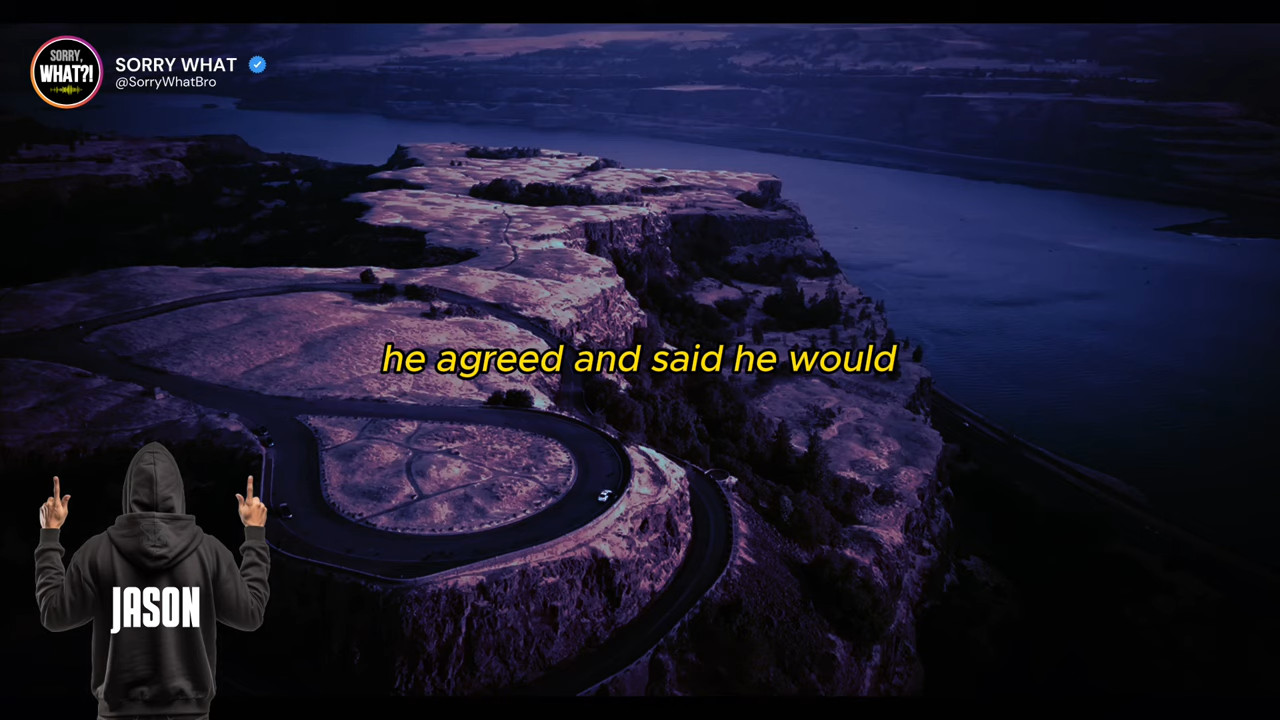 SORRY,
WHAT?!
SORRY WHAT
@SorryWhatBro
he agreed and said he would
JASON